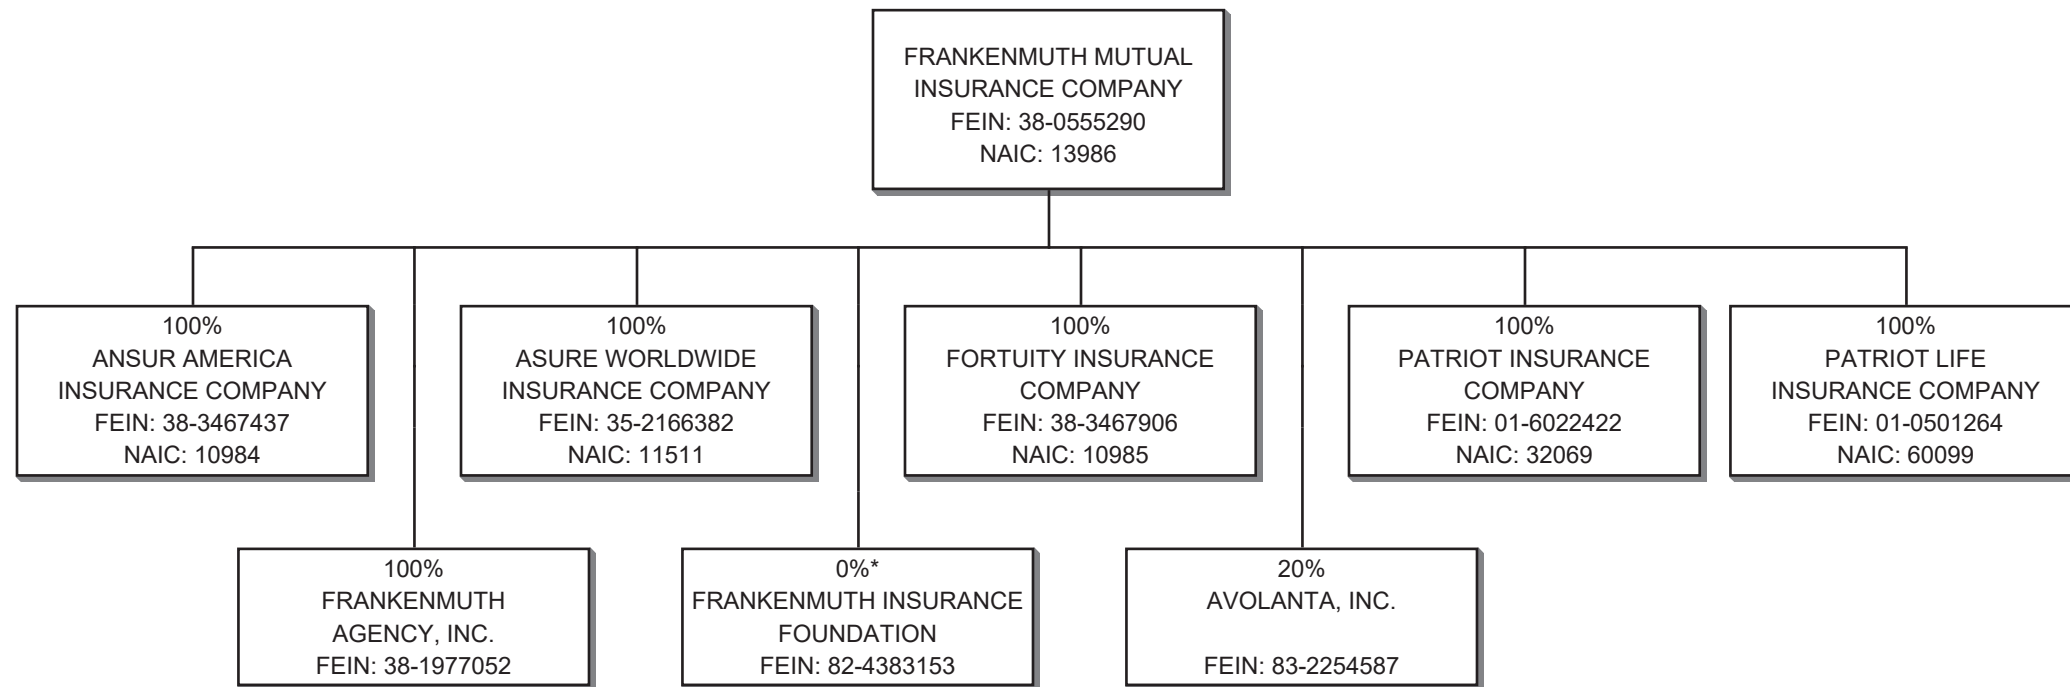 FRANKENMUTH MUTUAL
INSURANCE COMPANY
FEIN: 38-0555290
NAIC: 13986
100%
ANSUR AMERICA
INSURANCE COMPANY
FEIN: 38-3467437
NAIC: 10984
100%
ASURE WORLDWIDE
INSURANCE COMPANY
FEIN: 35-2166382
NAIC: 11511
100%
FORTUITY INSURANCE
COMPANY
FEIN: 38-3467906
NAIC: 10985
100%
PATRIOT INSURANCE
COMPANY
FEIN: 01-6022422
NAIC: 32069
100%
PATRIOT LIFE
INSURANCE COMPANY
FEIN: 01-0501264
NAIC: 60099
100%
FRANKENMUTH
AGENCY, INC.
FEIN: 38-1977052
0%*
FRANKENMUTH INSURANCE
FOUNDATION
FEIN: 82-4383153
20%
AVOLANTA, INC.
FEIN: 83-2254587